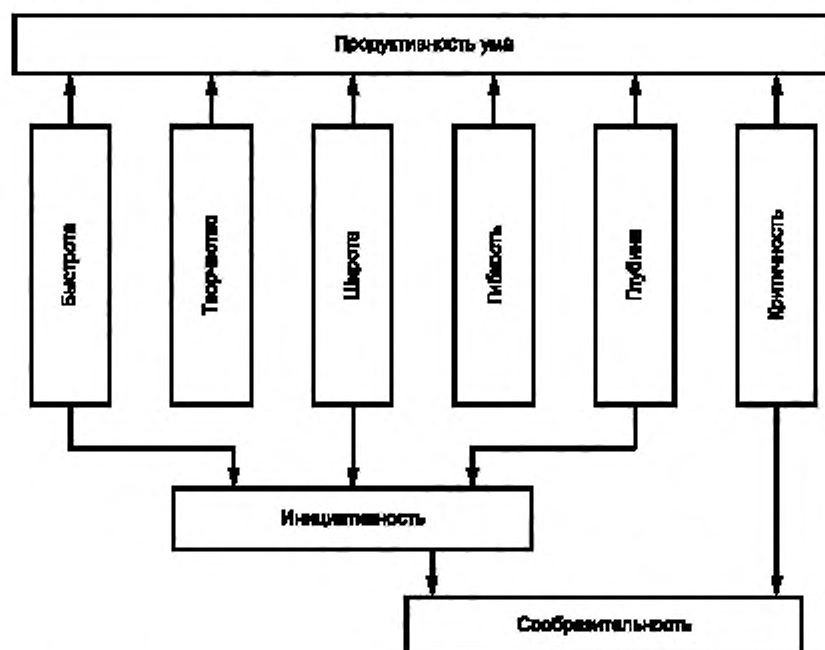 Продуктивность ума
Быстрота
Творчество
Широта
Гибкость
Глубина
Критичность
Инициативность
Сообразительность